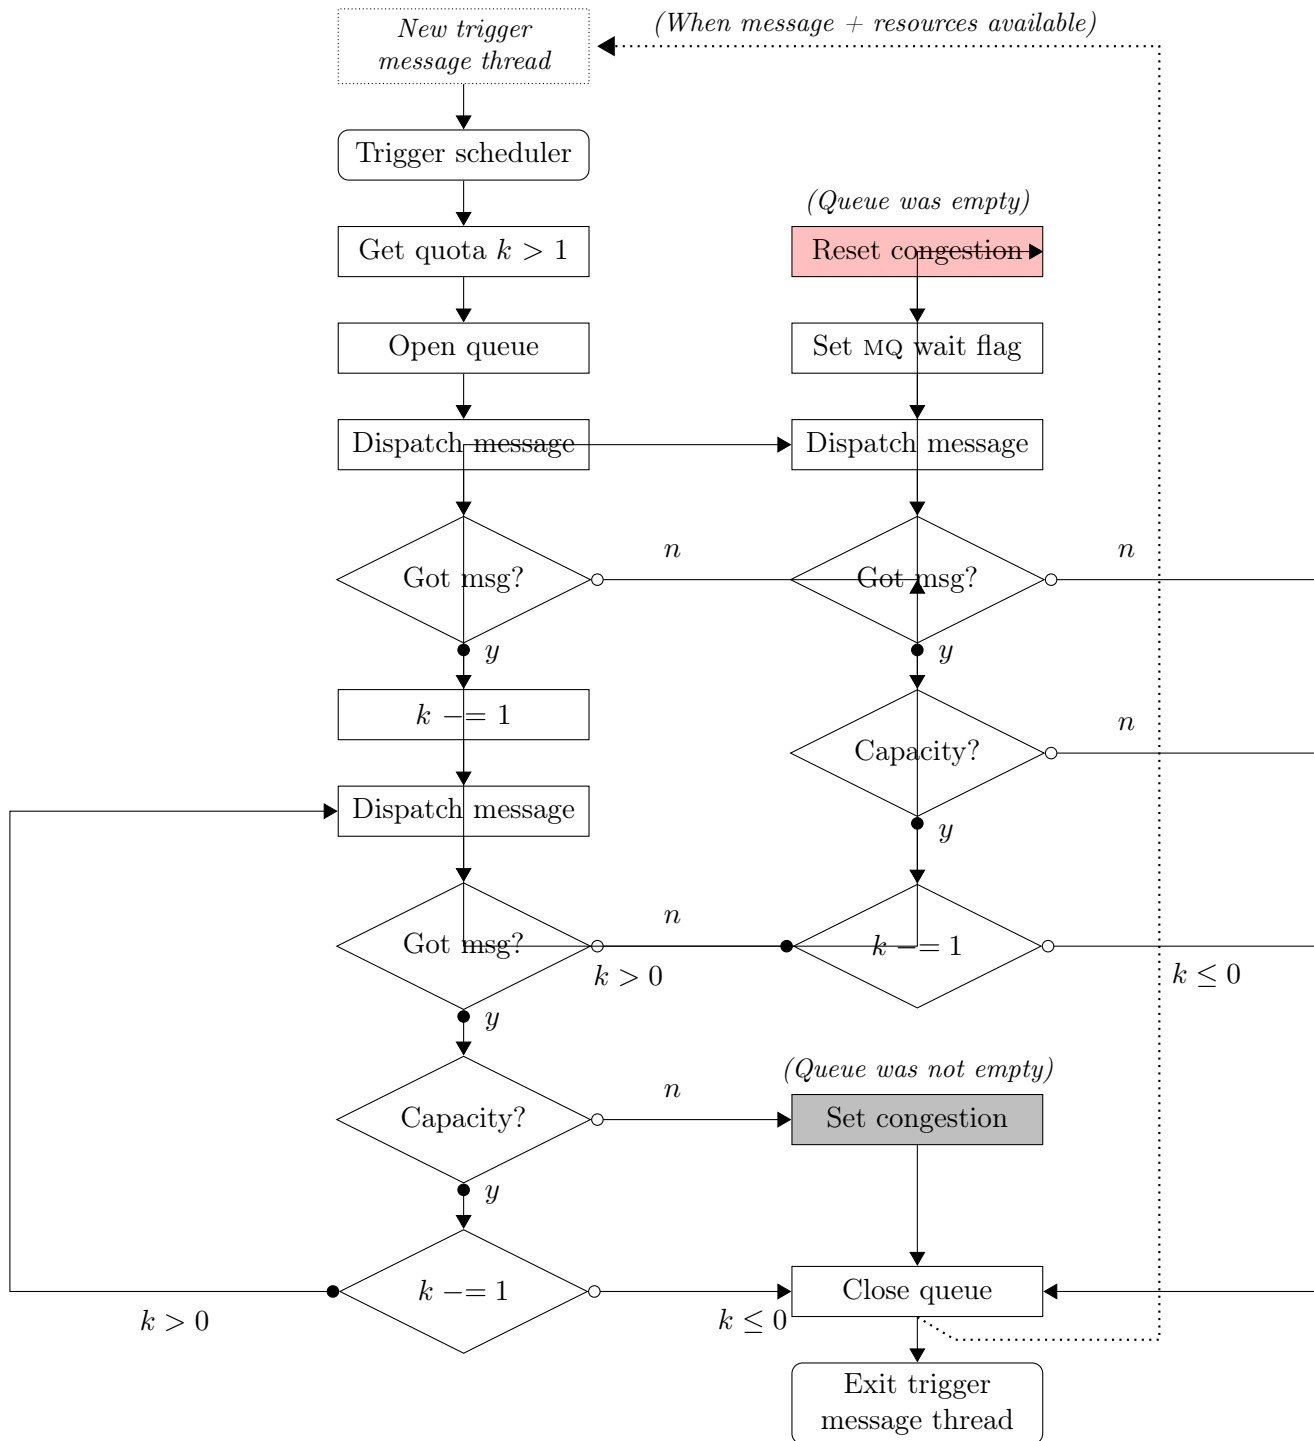 New trigger
message thread
(When message + resources available)
Trigger scheduler
(Queue was empty)
Get quota k > 1
Reset congestion
Open queue
Set MQ wait flag
Dispatch message
Dispatch message
Got msg?
n
Got msg?
n
y
y
k −= 1
Capacity?
n
Dispatch message
y
Got msg?
n
k > 0
k −= 1
k ≤ 0
y
(Queue was not empty)
Capacity?
n
Set congestion
y
k −= 1
k > 0
k ≤ 0
Close queue
Exit trigger
message thread